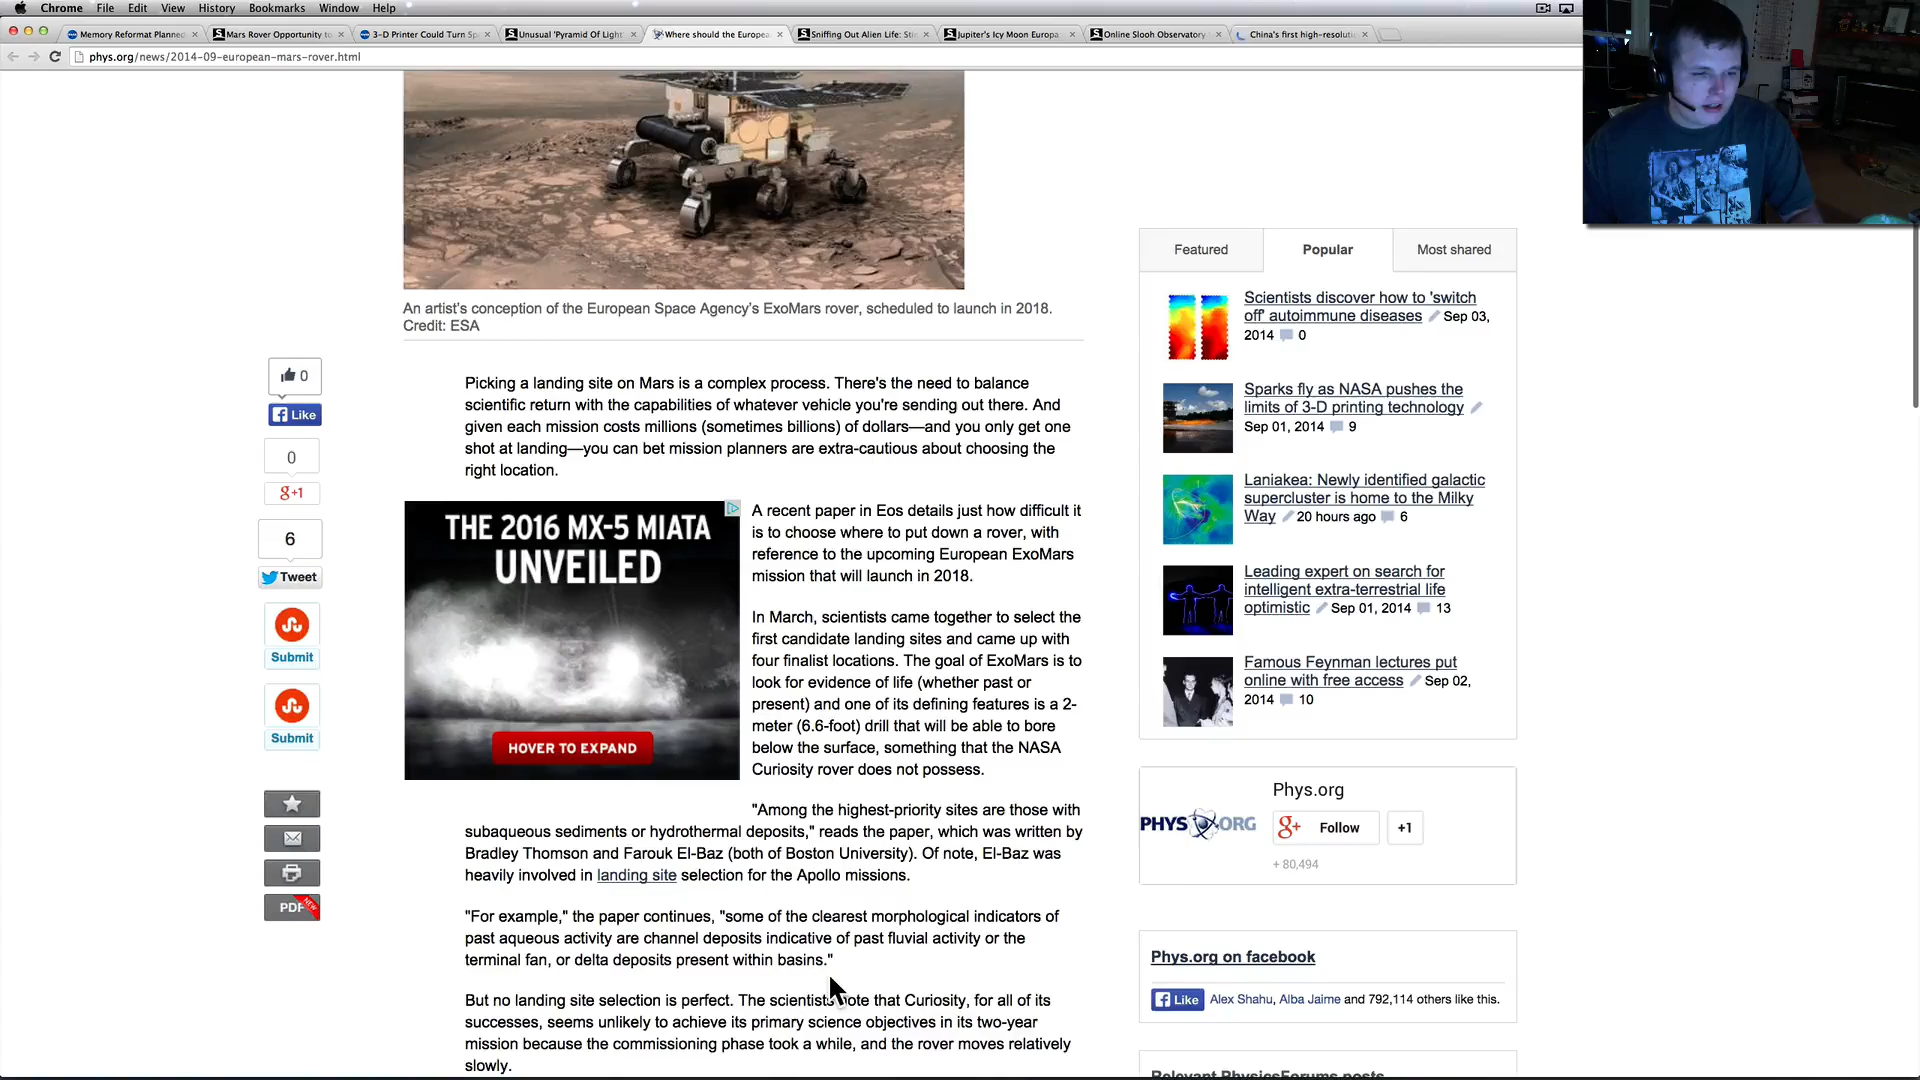 Chrome File Edit View History Bookmarks Window Help
Memory Reformat Planned
Mars Rover Opportunity to
3-D Printer Could Turn Sp
Unusual 'Pyramid Of Light'
Where should the Europea
Sniffing Out Alien Life:
Jupiter's Icy Moon Europa:
Online Slooh Observatory
China's first high-resolut
phys.org/news/2014-09-european-mars-rover.html
An artist's conception of the European Space Agency's ExoMars rover, scheduled to launch in 2018.
Credit: ESA
0
Like
0
g+1
6
Tweet
Submit
Submit
PDF
NEW
Picking a landing site on Mars is a complex process. There's the need to balance
scientific return with the capabilities of whatever vehicle you're sending out there. And
given each mission costs millions (sometimes billions) of dollars—and you only get one
shot at landing—you can bet mission planners are extra-cautious about choosing the
right location.
THE 2016 MX-5 MIATA
UNVEILED
HOVER TO EXPAND
A recent paper in Eos details just how difficult it
is to choose where to put down a rover, with
reference to the upcoming European ExoMars
mission that will launch in 2018.
In March, scientists came together to select the
first candidate landing sites and came up with
four finalist locations. The goal of ExoMars is to
look for evidence of life (whether past or
present) and one of its defining features is a 2-
meter (6.6-foot) drill that will be able to bore
below the surface, something that the NASA
Curiosity rover does not possess.
"Among the highest-priority sites are those with
subaqueous sediments or hydrothermal deposits," reads the paper, which was written by
Bradley Thomson and Farouk El-Baz (both of Boston University). Of note, El-Baz was
heavily involved in landing site selection for the Apollo missions.
"For example," the paper continues, "some of the clearest morphological indicators of
past aqueous activity are channel deposits indicative of past fluvial activity or the
terminal fan, or delta deposits present within basins."
But no landing site selection is perfect. The scientists note that Curiosity, for all of its
successes, seems unlikely to achieve its primary science objectives in its two-year
mission because the commissioning phase took a while, and the rover moves relatively
slowly.
Featured Popular Most shared
Scientists discover how to 'switch
off' autoimmune diseases Sep 03,
2014 0
Sparks fly as NASA pushes the
limits of 3-D printing technology
Sep 01, 2014 9
Laniakea: Newly identified galactic
supercluster is home to the Milky
Way 20 hours ago 6
Leading expert on search for
intelligent extra-terrestrial life
optimistic Sep 01, 2014 13
Famous Feynman lectures put
online with free access Sep 02,
2014 10
Phys.org
PHYS ORG
g+ Follow +1
+ 80,494
Phys.org on facebook
Like Alex Shahu, Alba Jaime and 792,114 others like this.
Related PhysicsForums posts